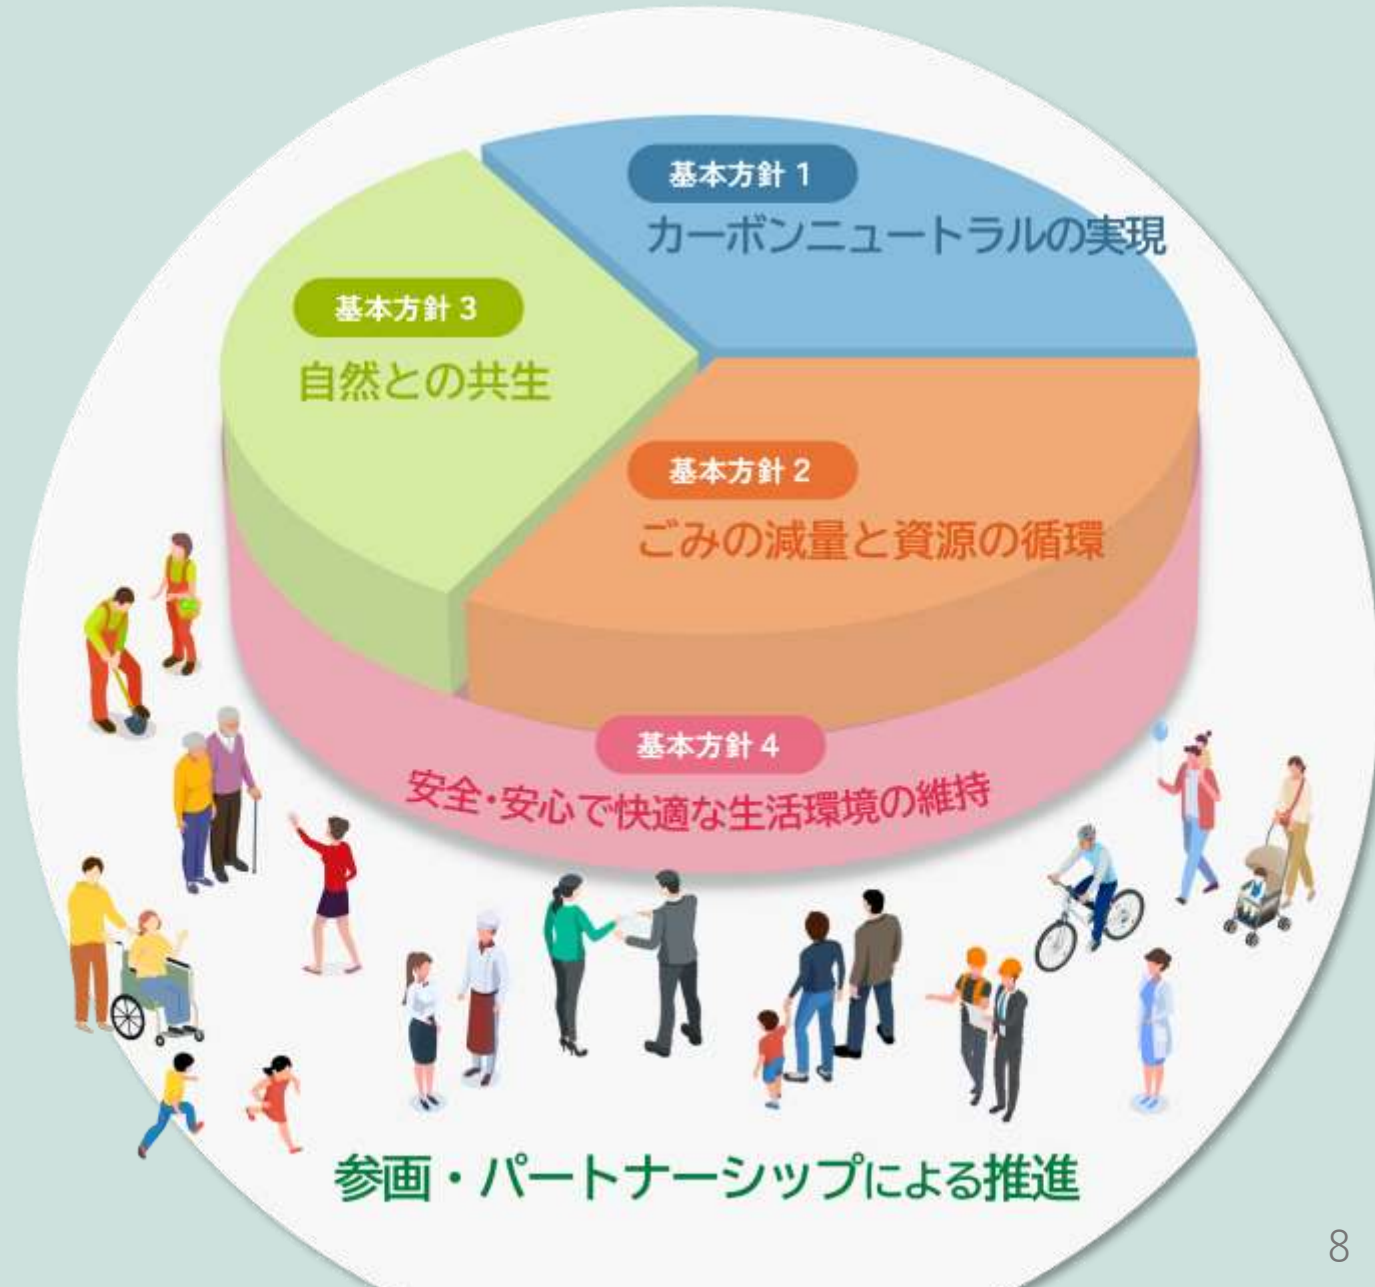 基本方針 1
カーボンニュートラルの実現
基本方針 3
自然との共生
基本方針 2
ごみの減量と資源の循環
基本方針 4
安全・安心で快適な生活環境の維持
参画・パートナーシップによる推進
8